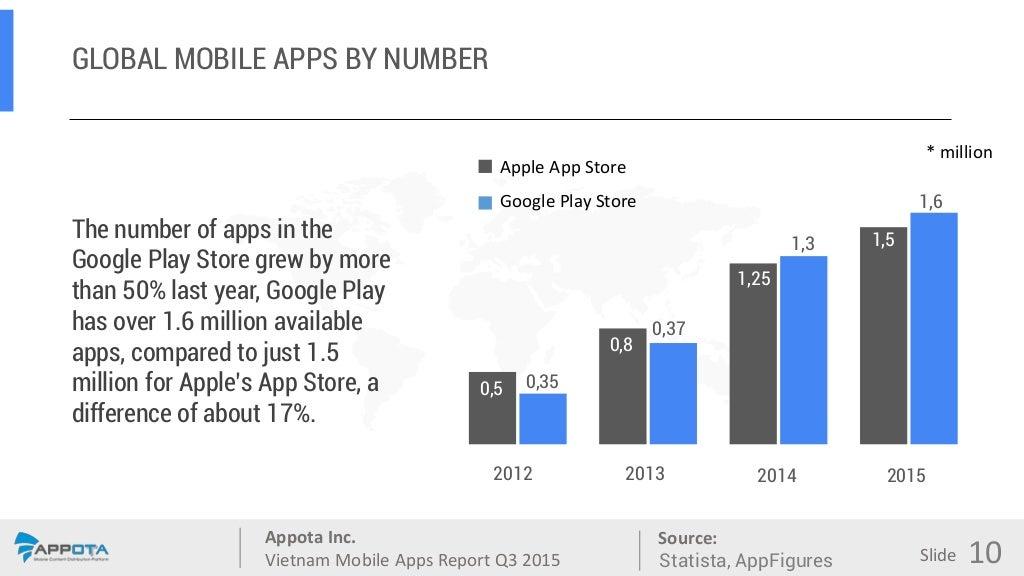 GLOBAL MOBILE APPS BY NUMBER
* million
Apple App Store
Google Play Store
The number of apps in the
Google Play Store grew by more
than 50% last year, Google Play
has over 1.6 million available
apps, compared to just 1.5
million for Apple's App Store, a
difference of about 17%.
0,5
0,35
0,8
0,37
1,25
1,3
1,5
1,6
2012
2013
2014
2015
APPOTA
Mobile Content Distribution Platform
Appota Inc.
Vietnam Mobile Apps Report Q3 2015
Source:
Statista, AppFigures
Slide 10